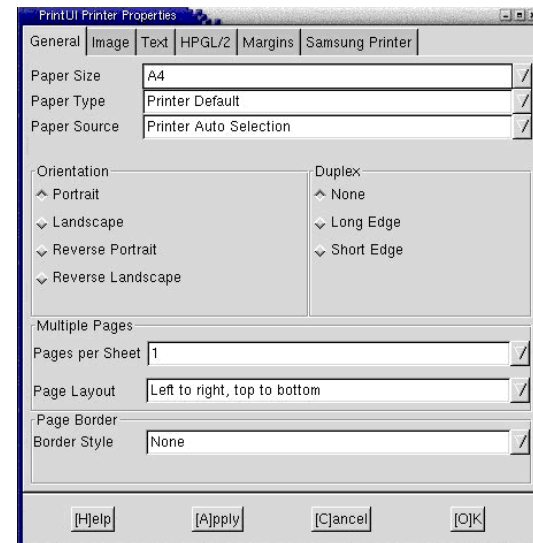 PrintUI Printer Properties
General Image Text HPGL/2 Margins Samsung Printer
Paper Size A4
Paper Type Printer Default
Paper Source Printer Auto Selection
Orientation Duplex
Portrait None
Landscape Long Edge
Reverse Portrait Short Edge
Reverse Landscape
Multiple Pages
Pages per Sheet 1
Page Layout Left to right, top to bottom
Page Border
Border Style None
[H]elp [A]pply [C]ancel [O]K